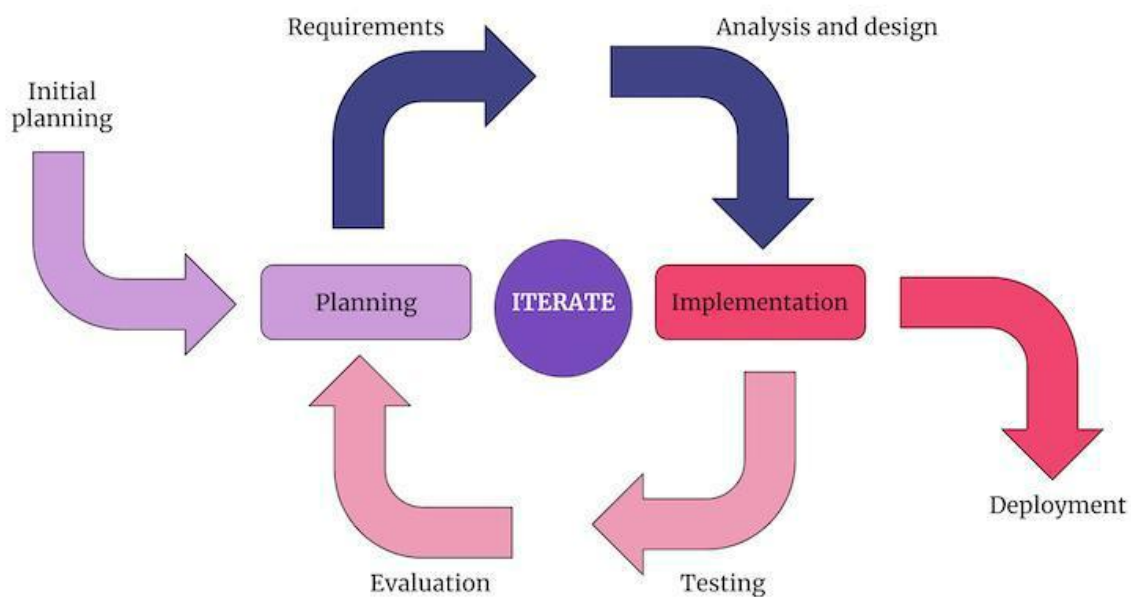 Requirements
Analysis and design
Initial
planning
Planning
ITERATE
Implementation
Deployment
Evaluation
Testing